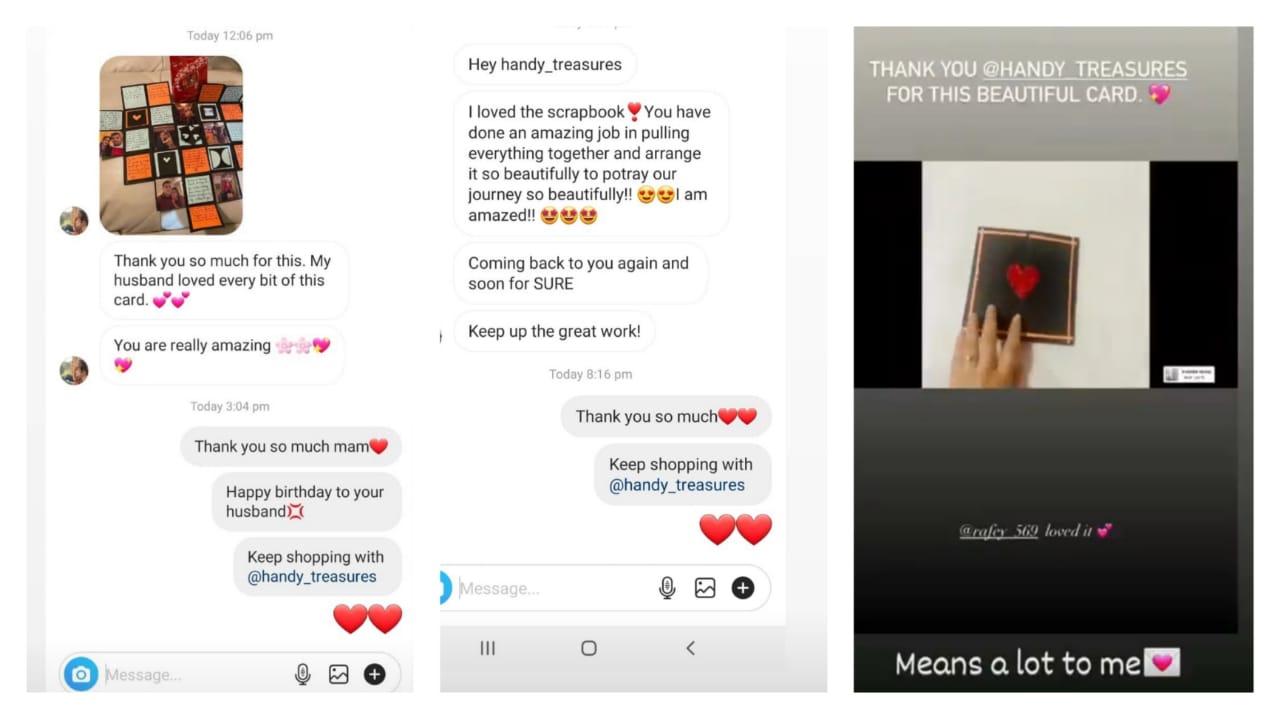 Today 12:06 pm
Thank you so much for this. My
husband loved every bit of this
card. 💕💕
You are really amazing 🌸🌸💖
💖
Today 3:04 pm
Thank you so much mam❤️
Happy birthday to your
husband💢
Keep shopping with
@handy_treasures
❤️❤️
Message...
Hey handy_treasures
I loved the scrapbook❣️You have
done an amazing job in pulling
everything together and arrange
it so beautifully to potray our
journey so beautifully!! 😍😍I am
amazed!! 🤩🤩🤩
Coming back to you again and
soon for SURE
Keep up the great work!
Today 8:16 pm
Thank you so much❤️❤️
Keep shopping with
@handy_treasures
❤️❤️
Message...
THANK YOU @HANDY_TREASURES
FOR THIS BEAUTIFUL CARD. 💖
@rafey_569 loved it 💕
Means a lot to me💌